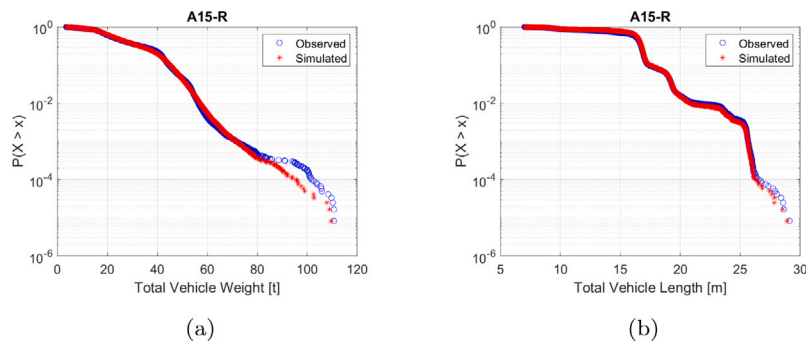 A15-R
10^0
10^-2
10^-4
10^-6
P(X > x)
Observed
Simulated
0 20 40 60 80 100 120
Total Vehicle Weight [t]
(a)
A15-R
10^0
10^-2
10^-4
10^-6
P(X > x)
Observed
Simulated
5 10 15 20 25 30
Total Vehicle Length [m]
(b)